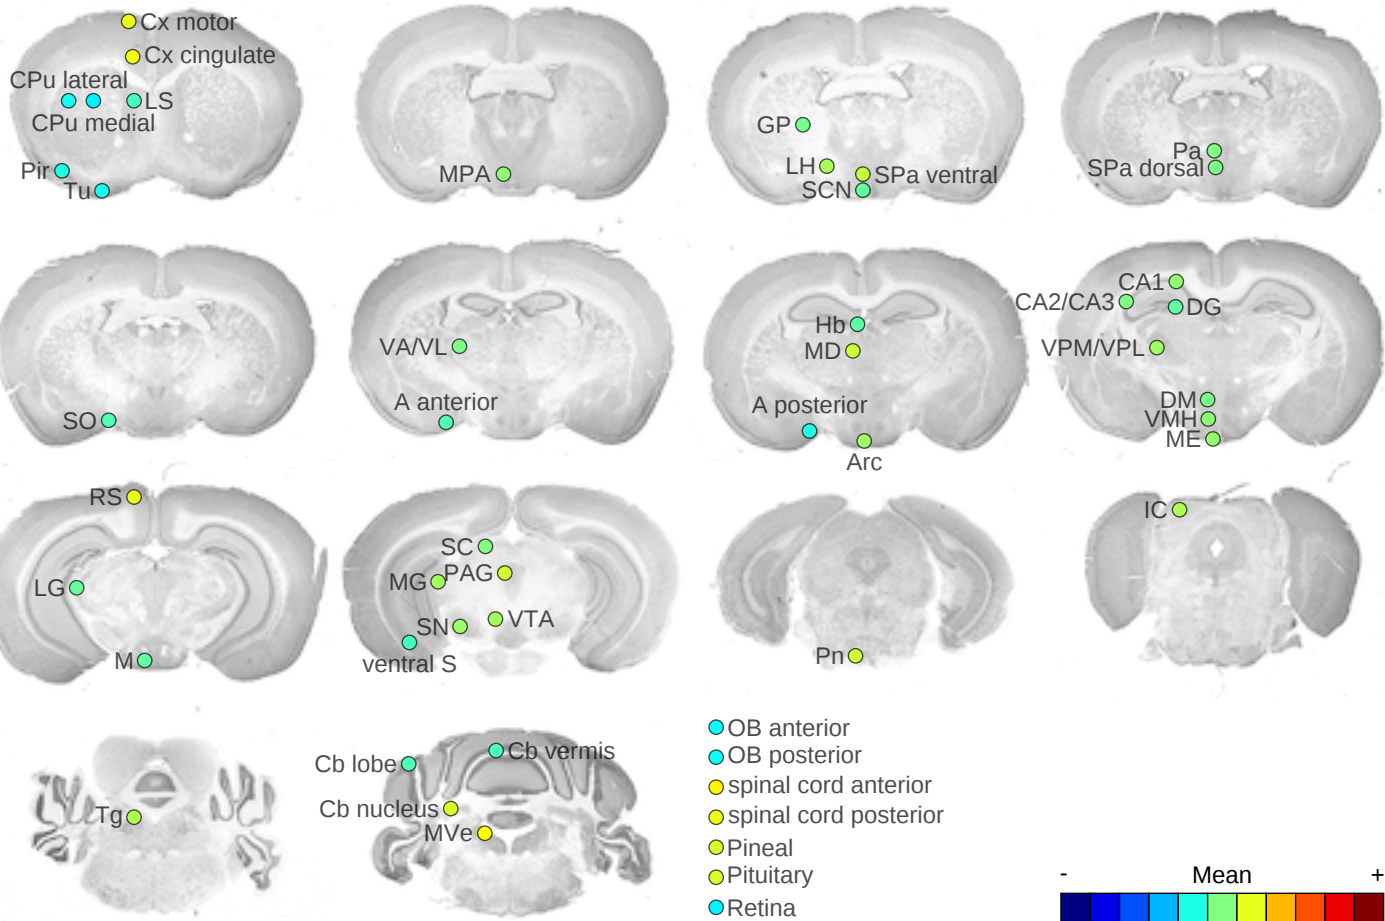 Cx motor
Cx cingulate
CPu lateral
LS
CPu medial
Pir
Tu
MPA
GP
LH
SPa ventral
SCN
Pa
SPa dorsal
SO
VA/VL
A anterior
Hb
MD
A posterior
Arc
CA1
CA2/CA3
DG
VPM/VPL
DM
VMH
ME
RS
LG
M
SC
MG
PAG
SN
VTA
ventral S
Pn
IC
Tg
Cb lobe
Cb vermis
Cb nucleus
MVe
OB anterior
OB posterior
spinal cord anterior
spinal cord posterior
Pineal
Pituitary
Retina
- Mean +